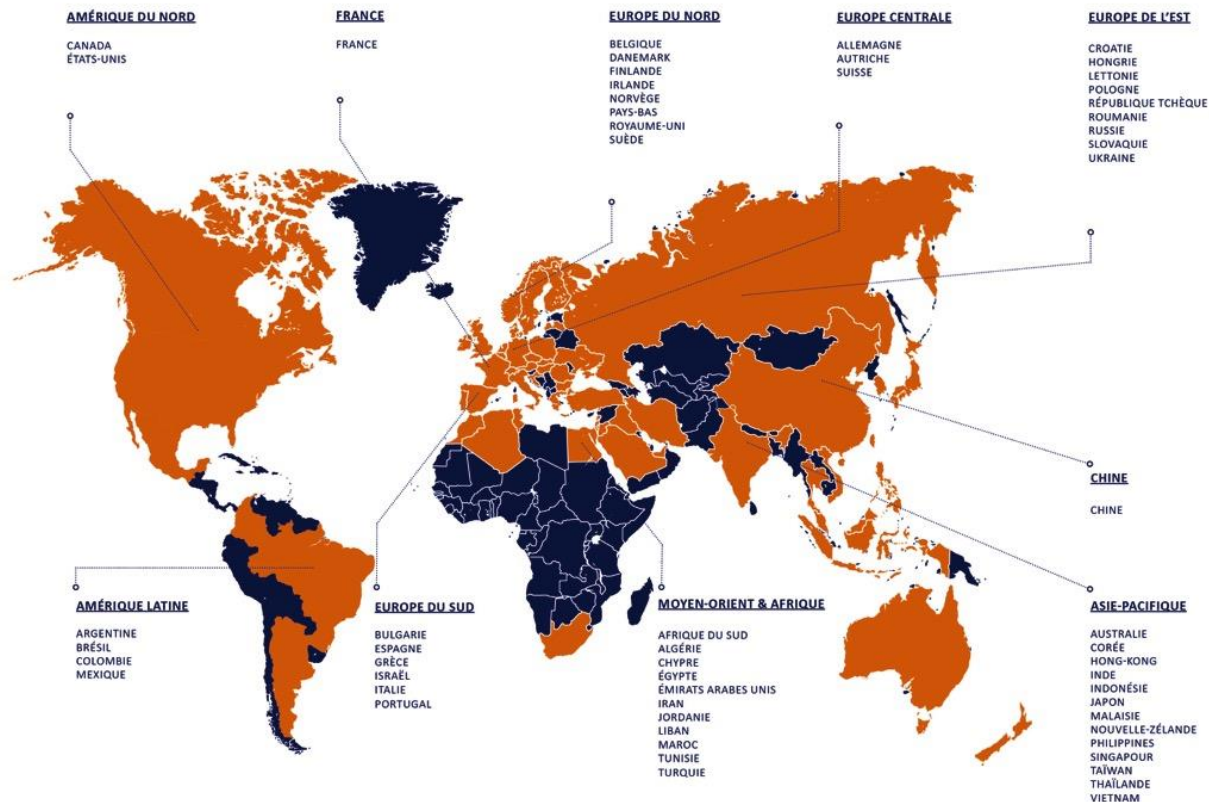 AMÉRIQUE DU NORD
CANADA
ÉTATS-UNIS
FRANCE
FRANCE
EUROPE DU NORD
BELGIQUE
DANEMARK
FINLANDE
IRLANDE
NORVÈGE
PAYS-BAS
ROYAUME-UNI
SUÈDE
EUROPE CENTRALE
ALLEMAGNE
AUTRICHE
SUISSE
EUROPE DE L'EST
CROATIE
HONGRIE
LETTONIE
POLOGNE
RÉPUBLIQUE TCHÈQUE
ROUMANIE
RUSSIE
SLOVAQUIE
UKRAINE
CHINE
CHINE
AMÉRIQUE LATINE
ARGENTINE
BRÉSIL
COLOMBIE
MEXIQUE
EUROPE DU SUD
BULGARIE
ESPAGNE
GRÈCE
ISRAËL
ITALIE
PORTUGAL
MOYEN-ORIENT & AFRIQUE
AFRIQUE DU SUD
ALGÉRIE
CHYPRE
ÉGYPTE
ÉMIRATS ARABES UNIS
IRAN
JORDANIE
LIBAN
MAROC
TUNISIE
TURQUIE
ASIE-PACIFIQUE
AUSTRALIE
CORÉE
HONG-KONG
INDE
INDONÉSIE
JAPON
MALAISIE
NOUVELLE-ZÉLANDE
PHILIPPINES
SINGAPOUR
TAÏWAN
THAÏLANDE
VIETNAM